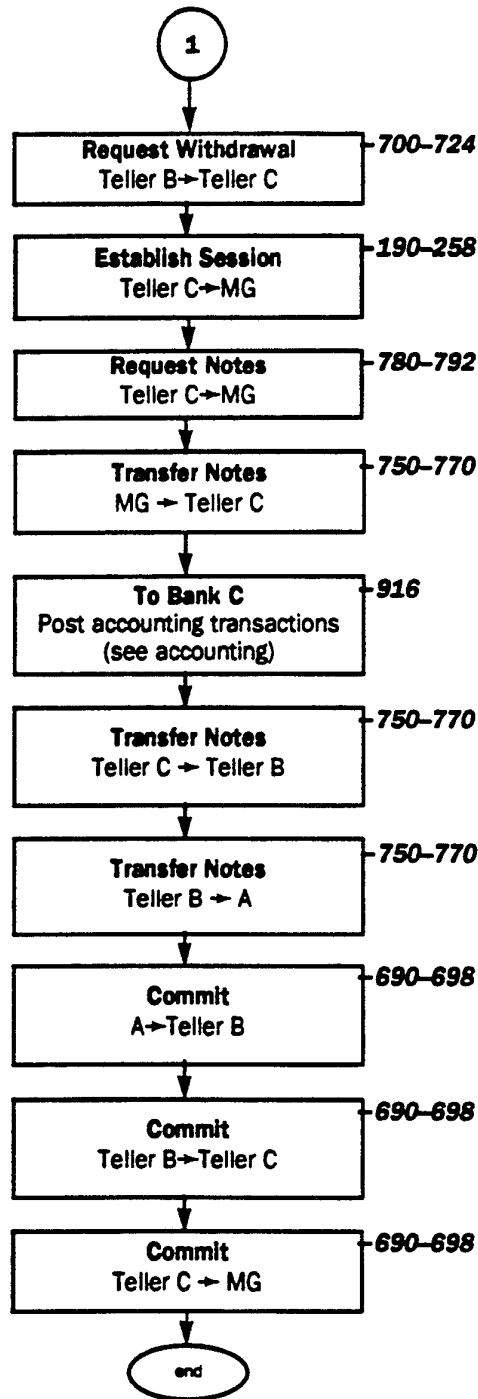 1
Request Withdrawal
700–724
Teller B→Teller C
Establish Session
190–258
Teller C→MG
Request Notes
780–792
Teller C→MG
Transfer Notes
750–770
MG → Teller C
To Bank C
916
Post accounting transactions
(see accounting)
Transfer Notes
750–770
Teller C → Teller B
Transfer Notes
750–770
Teller B → A
Commit
690–698
A→Teller B
Commit
690–698
Teller B→Teller C
Commit
690–698
Teller C → MG
end